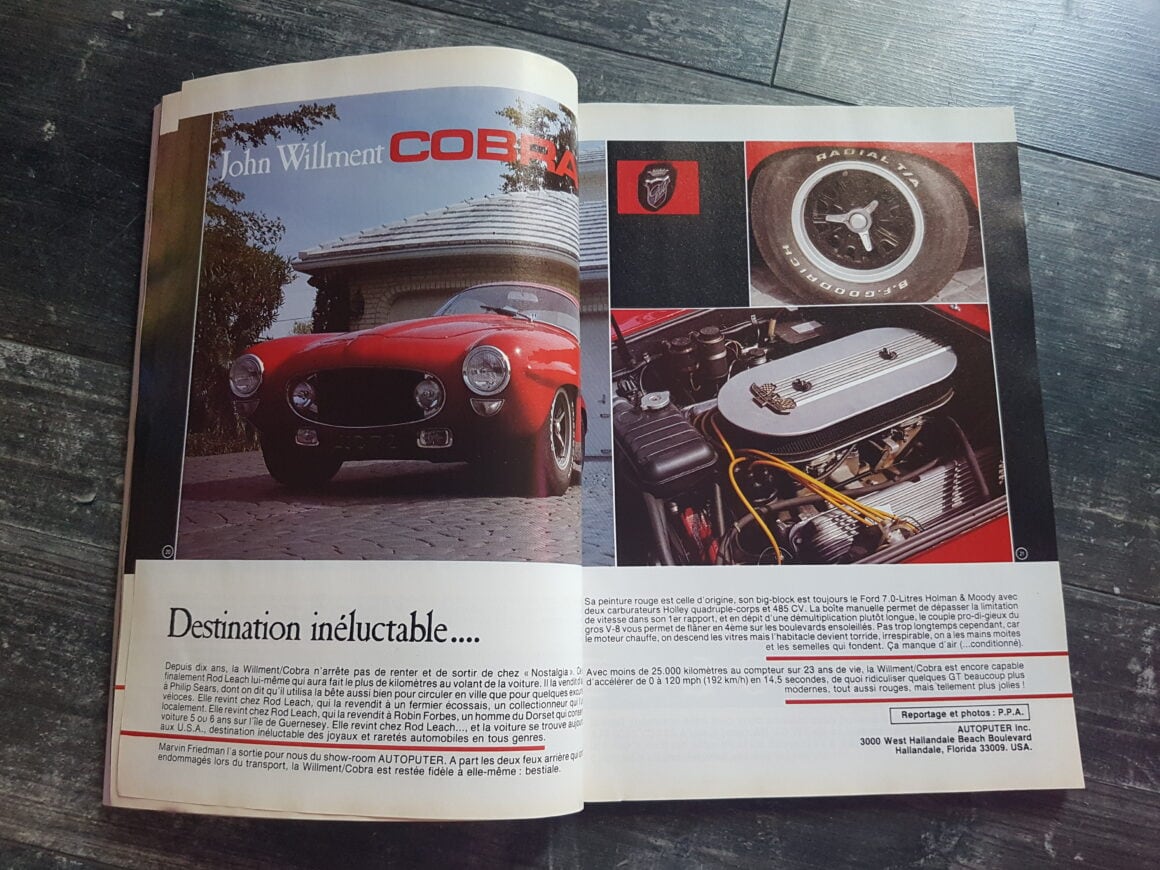 John Willment COBRA
RADIAL T/A
B.F.GOODRICH
20
21
Destination inéluctable....
Depuis dix ans, la Willment/Cobra n'arrête pas de renter et de sortir de chez « Nostalgia ».
finalement Rod Leach lui-même qui aura fait le plus de kilomètres au volant de la voiture. Il la vendit
à Philip Sears, dont on dit qu'il utilisa la bête aussi bien pour circuler en ville que pour quelques
véloces. Elle revint chez Rod Leach, qui la revendit à un fermier écossais, un collectionneur qui
localement. Elle revint chez Rod Leach, qui la revendit à Robin Forbes, un homme du Dorset qui
voiture 5 ou 6 ans sur l'île de Guernesey. Elle revint chez Rod Leach..., et la voiture se trouve
aux U.S.A., destination inéluctable des joyaux et raretés automobiles en tous genres.
Marvin Friedman l'a sortie pour nous du show-room AUTOPUTER. A part les deux feux arrière qui
endommagés lors du transport, la Willment/Cobra est restée fidèle à elle-même : bestiale.
Sa peinture rouge est celle d'origine, son big-block est toujours le Ford 7.0-Litres Holman & Moody avec
deux carburateurs Holley quadruple-corps et 485 CV. La boîte manuelle permet de dépasser la limitation
de vitesse dans son 1er rapport, et en dépit d'une démultiplication plutôt longue, le couple pro-di-gieux du
gros V-8 vous permet de flâner en 4ème sur les boulevards ensoleillés. Pas trop longtemps cependant, car
le moteur chauffe, on descend les vitres mais l'habitacle devient torride, irrespirable, on a les mains moites
et les semelles qui fondent. Ça manque d'air (...conditionné).
Avec moins de 25.000 kilomètres au compteur sur 23 ans de vie, la Willment/Cobra est encore capable
d'accélérer de 0 à 120 mph (192 km/h) en 14,5 secondes, de quoi ridiculiser quelques GT beaucoup plus
modernes, tout aussi rouges, mais tellement plus jolies !
Reportage et photos : P.P.A.
AUTOPUTER Inc.
3000 West Hallandale Beach Boulevard
Hallandale, Florida 33009. USA.